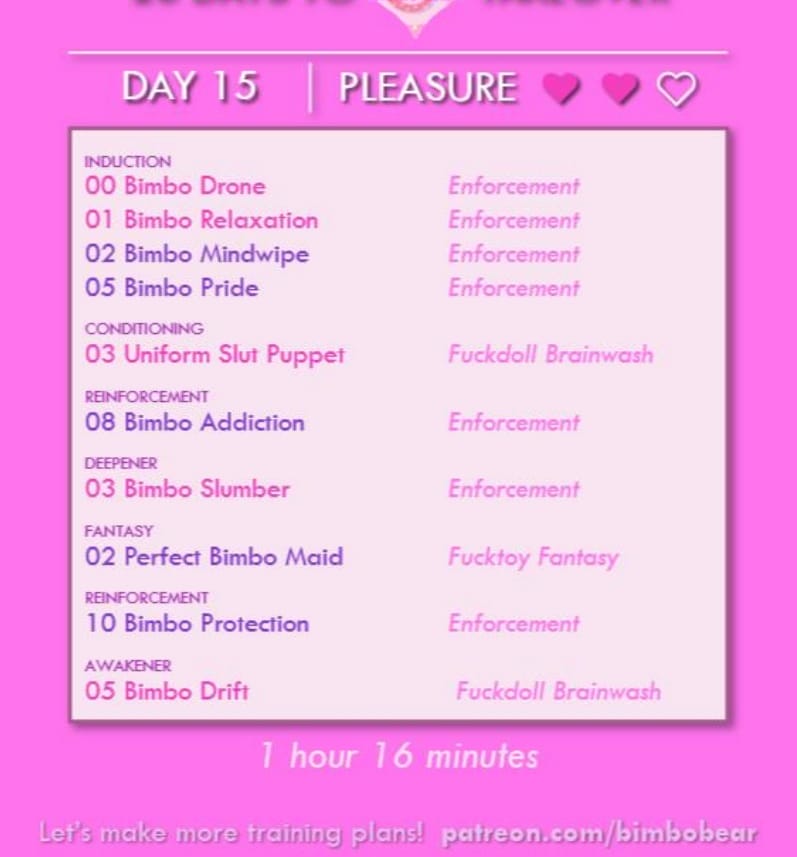 DAY 15 | PLEASURE
INDUCTION
00 Bimbo Drone Enforcement
01 Bimbo Relaxation Enforcement
02 Bimbo Mindwipe Enforcement
05 Bimbo Pride Enforcement
CONDITIONING
03 Uniform Slut Puppet Fuckdoll Brainwash
REINFORCEMENT
08 Bimbo Addiction Enforcement
DEEPENER
03 Bimbo Slumber Enforcement
FANTASY
02 Perfect Bimbo Maid Fucktoy Fantasy
REINFORCEMENT
10 Bimbo Protection Enforcement
AWAKENER
05 Bimbo Drift Fuckdoll Brainwash
1 hour 16 minutes
Let's make more training plans! patreon.com/bimbobear